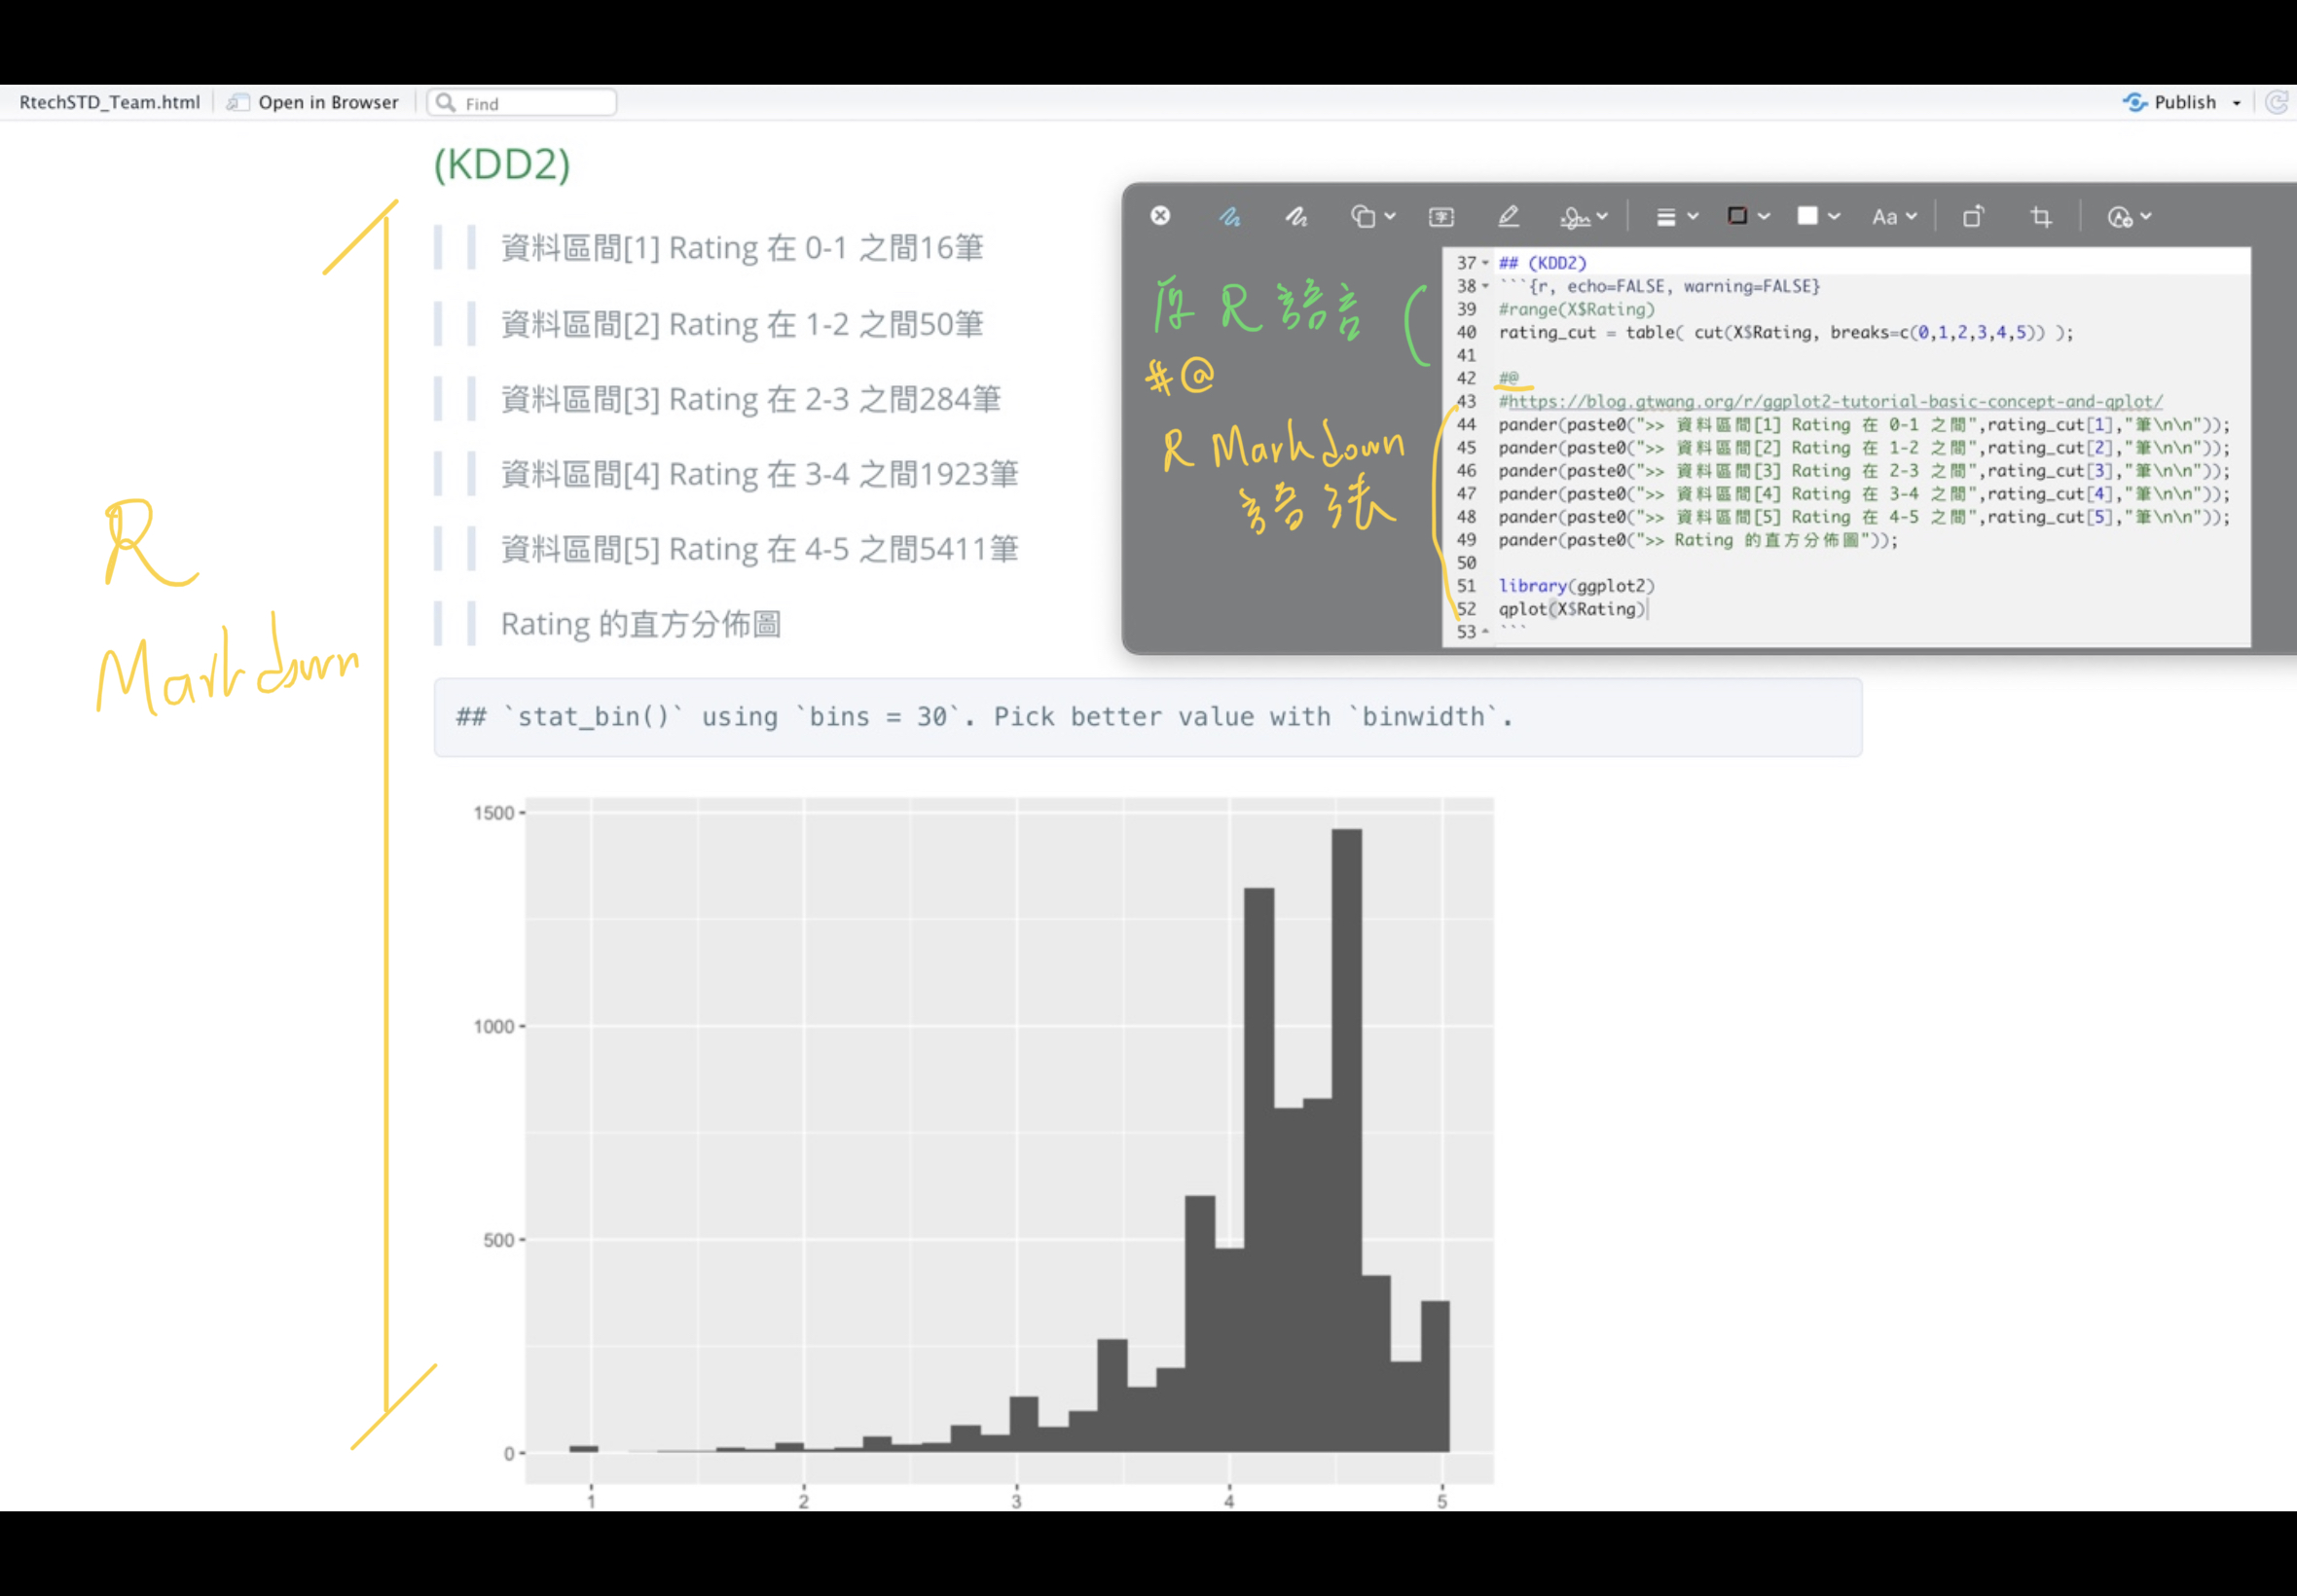 RtechSTD_Team.html Open in Browser Find Publish
(KDD2)
資料區間[1] Rating 在 0-1 之間16筆
資料區間[2] Rating 在 1-2 之間50筆
資料區間[3] Rating 在 2-3 之間284筆
資料區間[4] Rating 在 3-4 之間1923筆
資料區間[5] Rating 在 4-5 之間5411筆
Rating 的直方分佈圖
## `stat_bin()` using `bins = 30`. Pick better value with `binwidth`.
1500
1000
500
0
1 2 3 4 5
R
Markdown
Aa
R 語言 (
#@
R Markdown
37 ## (KDD2)
38 ```{r, echo=FALSE, warning=FALSE}
39 #range(X$Rating)
40 rating_cut = table( cut(X$Rating, breaks=c(0,1,2,3,4,5)) );
41
42 #@
43 #https://blog.gtwang.org/r/ggplot2-tutorial-basic-concept-and-qplot/
44 pander(paste0(">> 資料區間[1] Rating 在 0-1 之間",rating_cut[1],"筆\n\n"));
45 pander(paste0(">> 資料區間[2] Rating 在 1-2 之間",rating_cut[2],"筆\n\n"));
46 pander(paste0(">> 資料區間[3] Rating 在 2-3 之間",rating_cut[3],"筆\n\n"));
47 pander(paste0(">> 資料區間[4] Rating 在 3-4 之間",rating_cut[4],"筆\n\n"));
48 pander(paste0(">> 資料區間[5] Rating 在 4-5 之間",rating_cut[5],"筆\n\n"));
49 pander(paste0(">> Rating 的直方分佈圖"));
50
51 library(ggplot2)
52 qplot(X$Rating)
53 ```